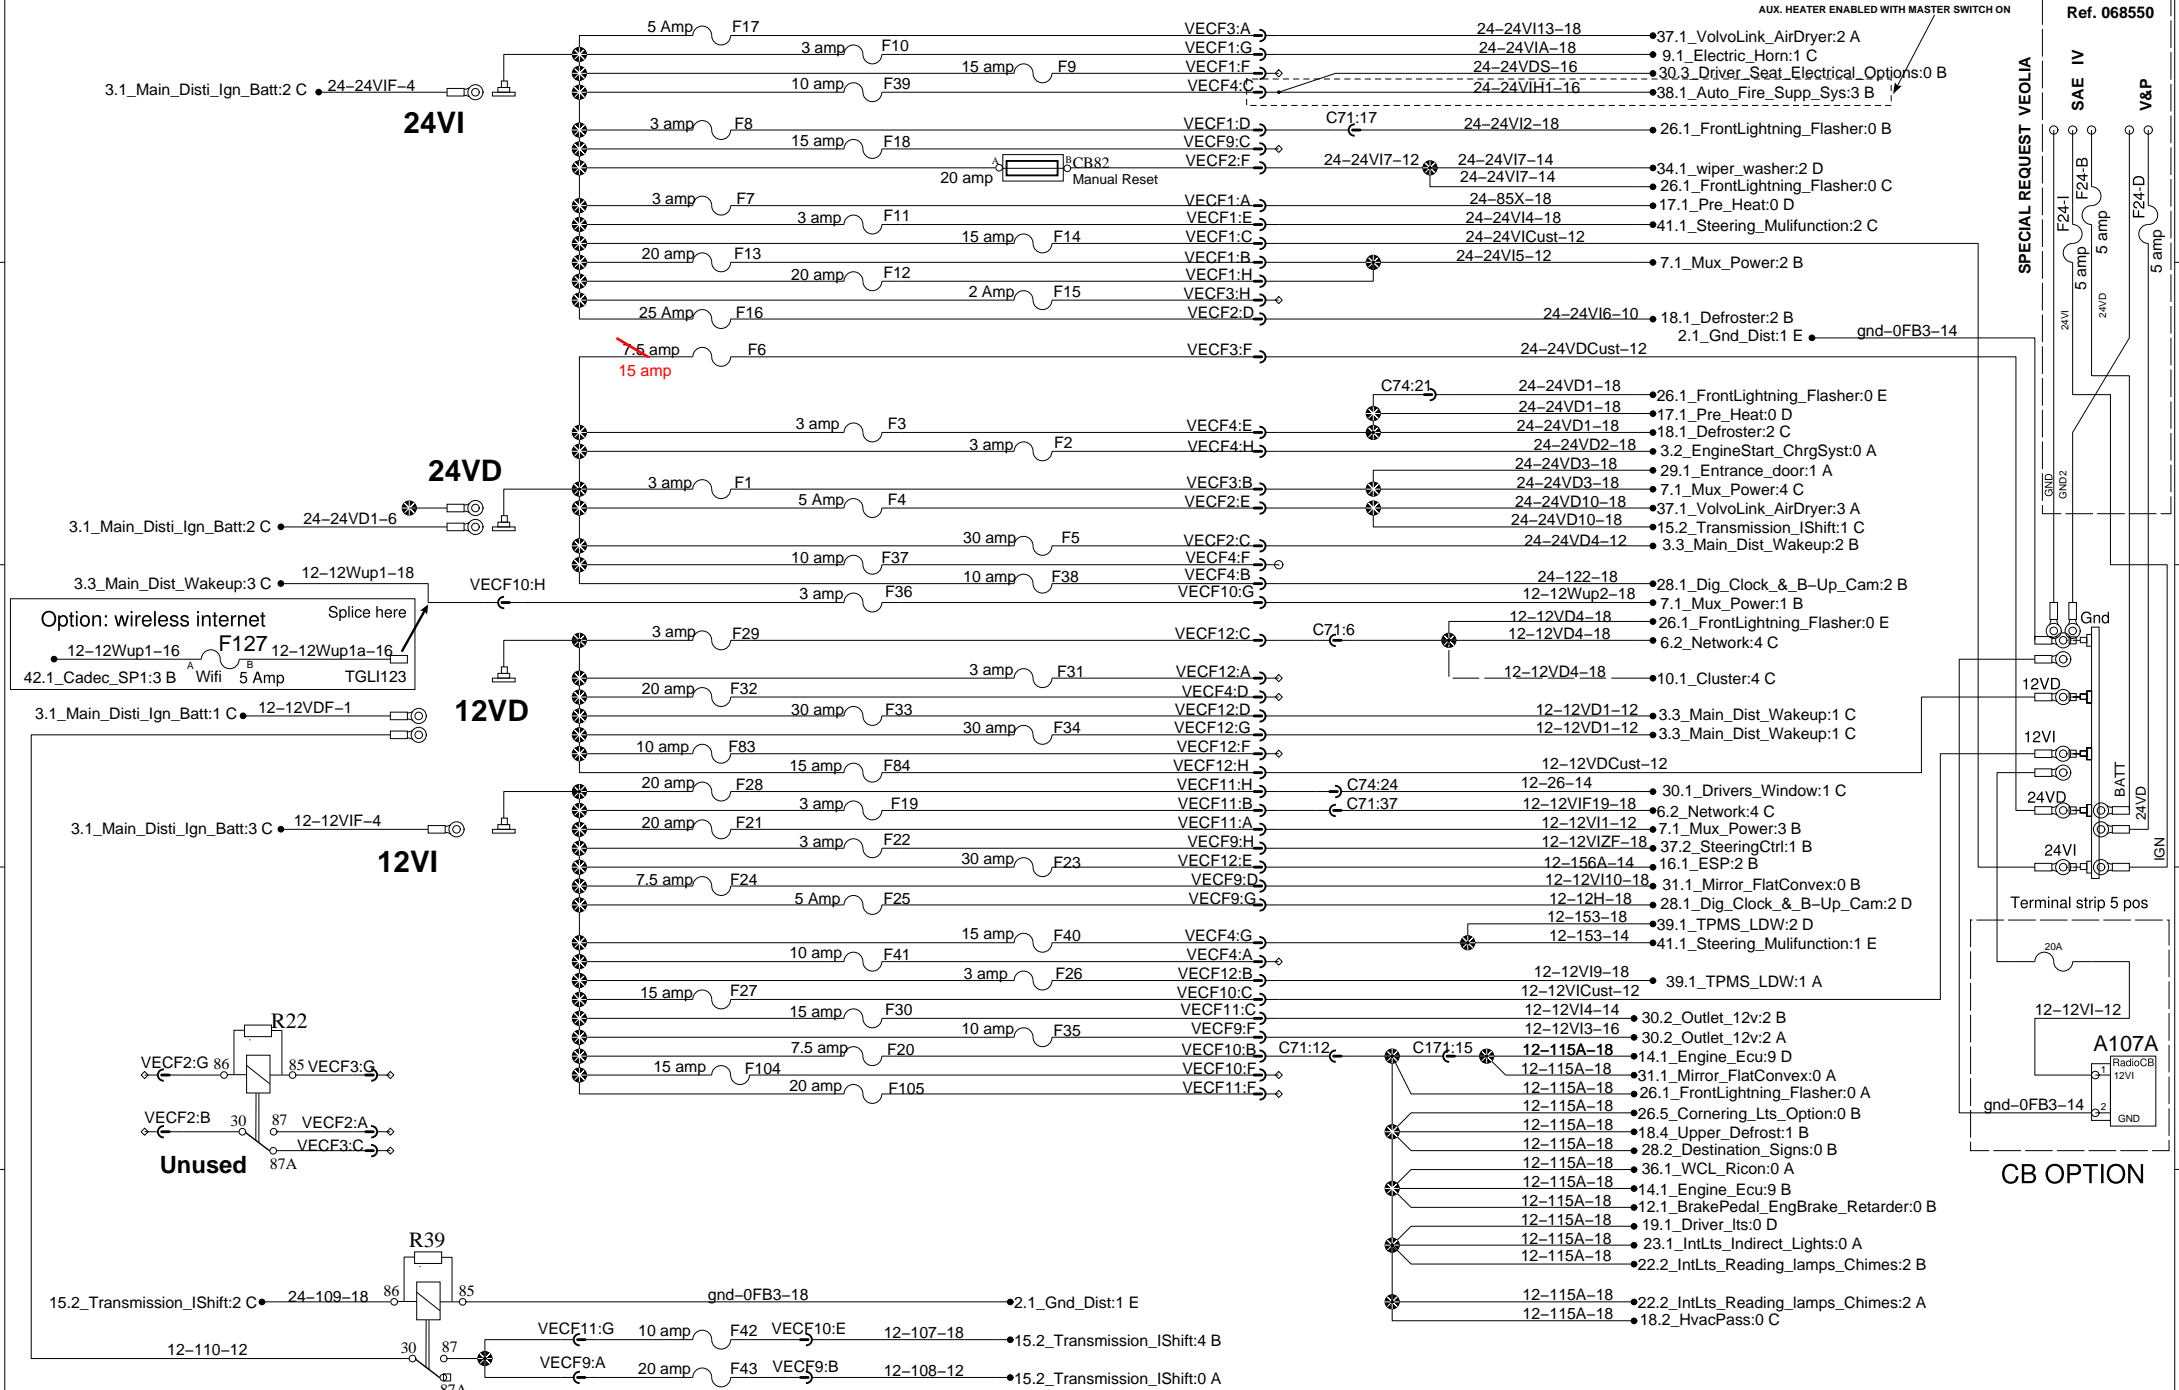 AUX. HEATER ENABLED WITH MASTER SWITCH ON
Ref. 068550
5 Amp F17 VECF3:A 24-24VI13-18 37.1_VolvoLink_AirDryer:2 A
3 amp F10 VECF1:G 24-24VIA-18 9.1_Electric_Horn:1 C
15 amp F9 VECF1:F 24-24VDS-16 30.3_Driver_Seat_Electrical_Options:0 B
3.1_Main_Disti_Ign_Batt:2 C 24-24VIF-4 10 amp F39 VECF4:C 24-24VIH1-16 38.1_Auto_Fire_Supp_Sys:3 B
24VI
3 amp F8 VECF1:D C71:17 24-24VI2-18 26.1_FrontLightning_Flasher:0 B
15 amp F18 VECF9:C
20 amp A B CB82 Manual Reset VECF2:F 24-24VI7-12 24-24VI7-14 34.1_wiper_washer:2 D
24-24VI7-14 26.1_FrontLightning_Flasher:0 C
3 amp F7 VECF1:A 24-85X-18 17.1_Pre_Heat:0 D
3 amp F11 VECF1:E 24-24VI4-18 41.1_Steering_Mulifunction:2 C
15 amp F14 VECF1:C 24-24VICust-12
20 amp F13 VECF1:B 24-24VI5-12 7.1_Mux_Power:2 B
20 amp F12 VECF1:H
2 Amp F15 VECF3:H
25 Amp F16 VECF2:D 24-24VI6-10 18.1_Defroster:2 B
2.1_Gnd_Dist:1 E gnd-0FB3-14
7.5 amp F6 VECF3:F 24-24VDCust-12
15 amp
C74:21 24-24VD1-18 26.1_FrontLightning_Flasher:0 E
24-24VD1-18 17.1_Pre_Heat:0 D
3 amp F3 VECF4:E 24-24VD1-18 18.1_Defroster:2 C
3 amp F2 VECF4:H 24-24VD2-18 3.2_EngineStart_ChrgSyst:0 A
24VD
24-24VD3-18 29.1_Entrance_door:1 A
3 amp F1 VECF3:B 24-24VD3-18 7.1_Mux_Power:4 C
5 Amp F4 VECF2:E 24-24VD10-18 37.1_VolvoLink_AirDryer:3 A
3.1_Main_Disti_Ign_Batt:2 C 24-24VD1-6 24-24VD10-18 15.2_Transmission_IShift:1 C
30 amp F5 VECF2:C 24-24VD4-12 3.3_Main_Dist_Wakeup:2 B
10 amp F37 VECF4:F
3.3_Main_Dist_Wakeup:3 C 12-12Wup1-18 10 amp F38 VECF4:B 24-122-18 28.1_Dig_Clock_&_B-Up_Cam:2 B
VECF10:H 3 amp F36 VECF10:G 12-12Wup2-18 7.1_Mux_Power:1 B
Option: wireless internet Splice here
F127
12-12Wup1-16 A B 12-12Wup1a-16
42.1_Cadec_SP1:3 B Wifi 5 Amp TGLI123
12-12VD4-18 26.1_FrontLightning_Flasher:0 E
3 amp F29 VECF12:C C71:6 12-12VD4-18 6.2_Network:4 C
3 amp F31 VECF12:A 12-12VD4-18 10.1_Cluster:4 C
12VD
20 amp F32 VECF4:D
3.1_Main_Disti_Ign_Batt:1 C 12-12VDF-1 30 amp F33 VECF12:D 12-12VD1-12 3.3_Main_Dist_Wakeup:1 C
30 amp F34 VECF12:G 12-12VD1-12 3.3_Main_Dist_Wakeup:1 C
10 amp F83 VECF12:F
15 amp F84 VECF12:H 12-12VDCust-12
20 amp F28 VECF11:H C74:24 12-26-14 30.1_Drivers_Window:1 C
3 amp F19 VECF11:B C71:37 12-12VIF19-18 6.2_Network:4 C
3.1_Main_Disti_Ign_Batt:3 C 12-12VIF-4 20 amp F21 VECF11:A 12-12VI1-12 7.1_Mux_Power:3 B
12VI
3 amp F22 VECF9:H 12-12VIZF-18 37.2_SteeringCtrl:1 B
30 amp F23 VECF12:E 12-156A-14 16.1_ESP:2 B
7.5 amp F24 VECF9:D 12-12VI10-18 31.1_Mirror_FlatConvex:0 B
5 Amp F25 VECF9:G 12-12H-18 28.1_Dig_Clock_&_B-Up_Cam:2 D
12-153-18 39.1_TPMS_LDW:2 D
15 amp F40 VECF4:G 12-153-14 41.1_Steering_Mulifunction:1 E
10 amp F41 VECF4:A
3 amp F26 VECF12:B 12-12VI9-18 39.1_TPMS_LDW:1 A
15 amp F27 VECF10:C 12-12VICust-12
15 amp F30 VECF11:C 12-12VI4-14 30.2_Outlet_12v:2 B
10 amp F35 VECF9:F 12-12VI3-16 30.2_Outlet_12v:2 A
7.5 amp F20 VECF10:B C71:12 C171:15 12-115A-18 14.1_Engine_Ecu:9 D
15 amp F104 VECF10:F 12-115A-18 31.1_Mirror_FlatConvex:0 A
20 amp F105 VECF11:F 12-115A-18 26.1_FrontLightning_Flasher:0 A
12-115A-18 26.5_Cornering_Lts_Option:0 B
12-115A-18 18.4_Upper_Defrost:1 B
12-115A-18 28.2_Destination_Signs:0 B
12-115A-18 36.1_WCL_Ricon:0 A
12-115A-18 14.1_Engine_Ecu:9 B
12-115A-18 12.1_BrakePedal_EngBrake_Retarder:0 B
12-115A-18 19.1_Driver_lts:0 D
12-115A-18 23.1_IntLts_Indirect_Lights:0 A
12-115A-18 22.2_IntLts_Reading_lamps_Chimes:2 B
12-115A-18 22.2_IntLts_Reading_lamps_Chimes:2 A
12-115A-18 18.2_HvacPass:0 C
R22
VECF2:G 86 85 VECF3:G
VECF2:B 30 87 VECF2:A
VECF3:C
87A
Unused
R39
15.2_Transmission_IShift:2 C 24-109-18 86 85 gnd-0FB3-18 2.1_Gnd_Dist:1 E
VECF11:G 10 amp F42 VECF10:E 12-107-18 15.2_Transmission_IShift:4 B
12-110-12 30 87
VECF9:A 20 amp F43 VECF9:B 12-108-12 15.2_Transmission_IShift:0 A
87A
SPECIAL REQUEST VEOLIA
SAE IV
V&P
F24-I
F24-B
F24-D
5 amp
5 amp
5 amp
24VI
24VD
GND
GND2
Gnd
12VD
12VI
24VD
24VI
BATT
24VD
IGN
Terminal strip 5 pos
20A
12-12VI-12
A107A
RadioCB
1 12VI
gnd-0FB3-14 2
GND
CB OPTION